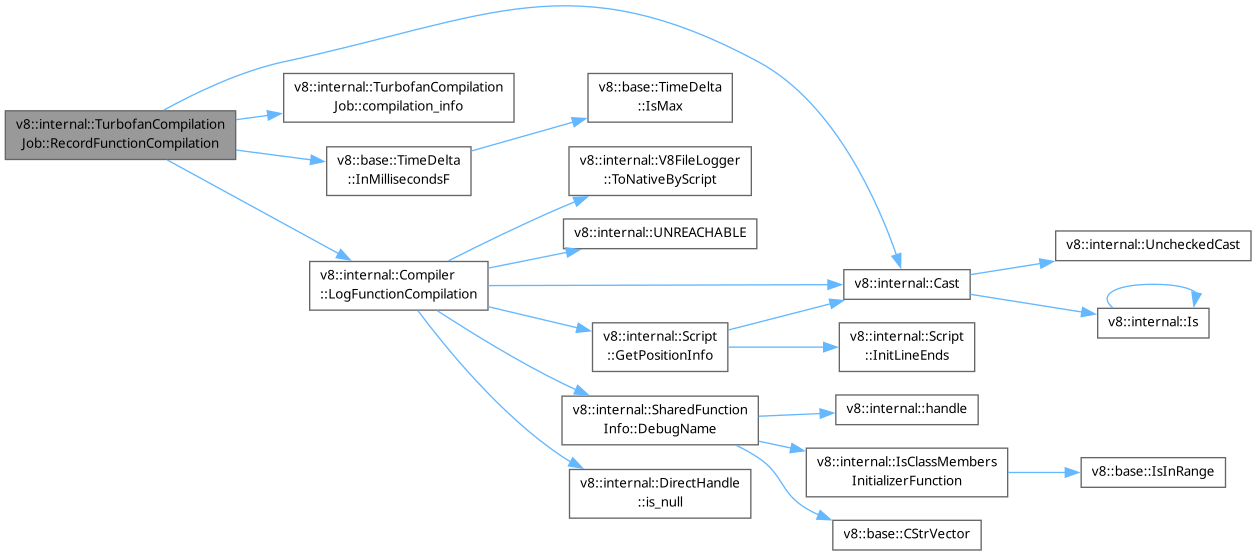 v8::internal::TurbofanCompilation
Job::RecordFunctionCompilation
v8::internal::TurbofanCompilation
Job::compilation_info
v8::base::TimeDelta
::InMillisecondsF
v8::base::TimeDelta
::IsMax
v8::internal::Compiler
::LogFunctionCompilation
v8::internal::V8FileLogger
::ToNativeByScript
v8::internal::UNREACHABLE
v8::internal::Cast
v8::internal::UncheckedCast
v8::internal::Is
v8::internal::Script
::GetPositionInfo
v8::internal::Script
::InitLineEnds
v8::internal::SharedFunction
Info::DebugName
v8::internal::handle
v8::internal::IsClassMembers
InitializerFunction
v8::base::IsInRange
v8::base::CStrVector
v8::internal::DirectHandle
::is_null